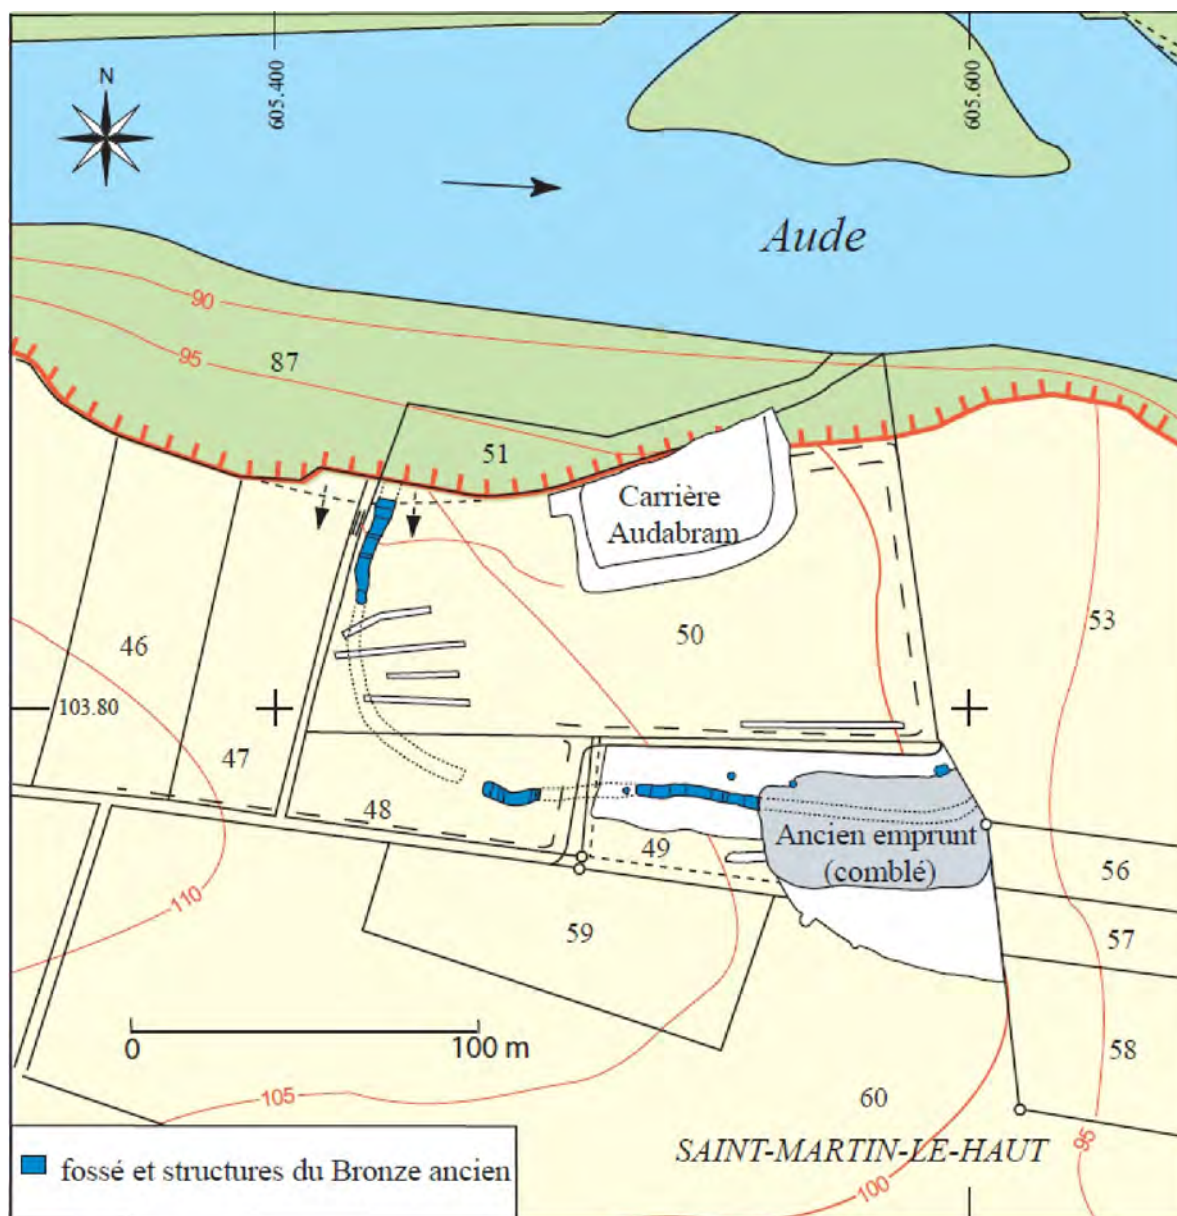 N
605.400
605.600
Aude
90
95
87
51
Carrière
Audabram
50
53
46
103.80
47
48
49
Ancien emprunt
(comblé)
56
110
59
57
58
0
100 m
105
60
SAINT-MARTIN-LE-HAUT
95
100
fossé et structures du Bronze ancien